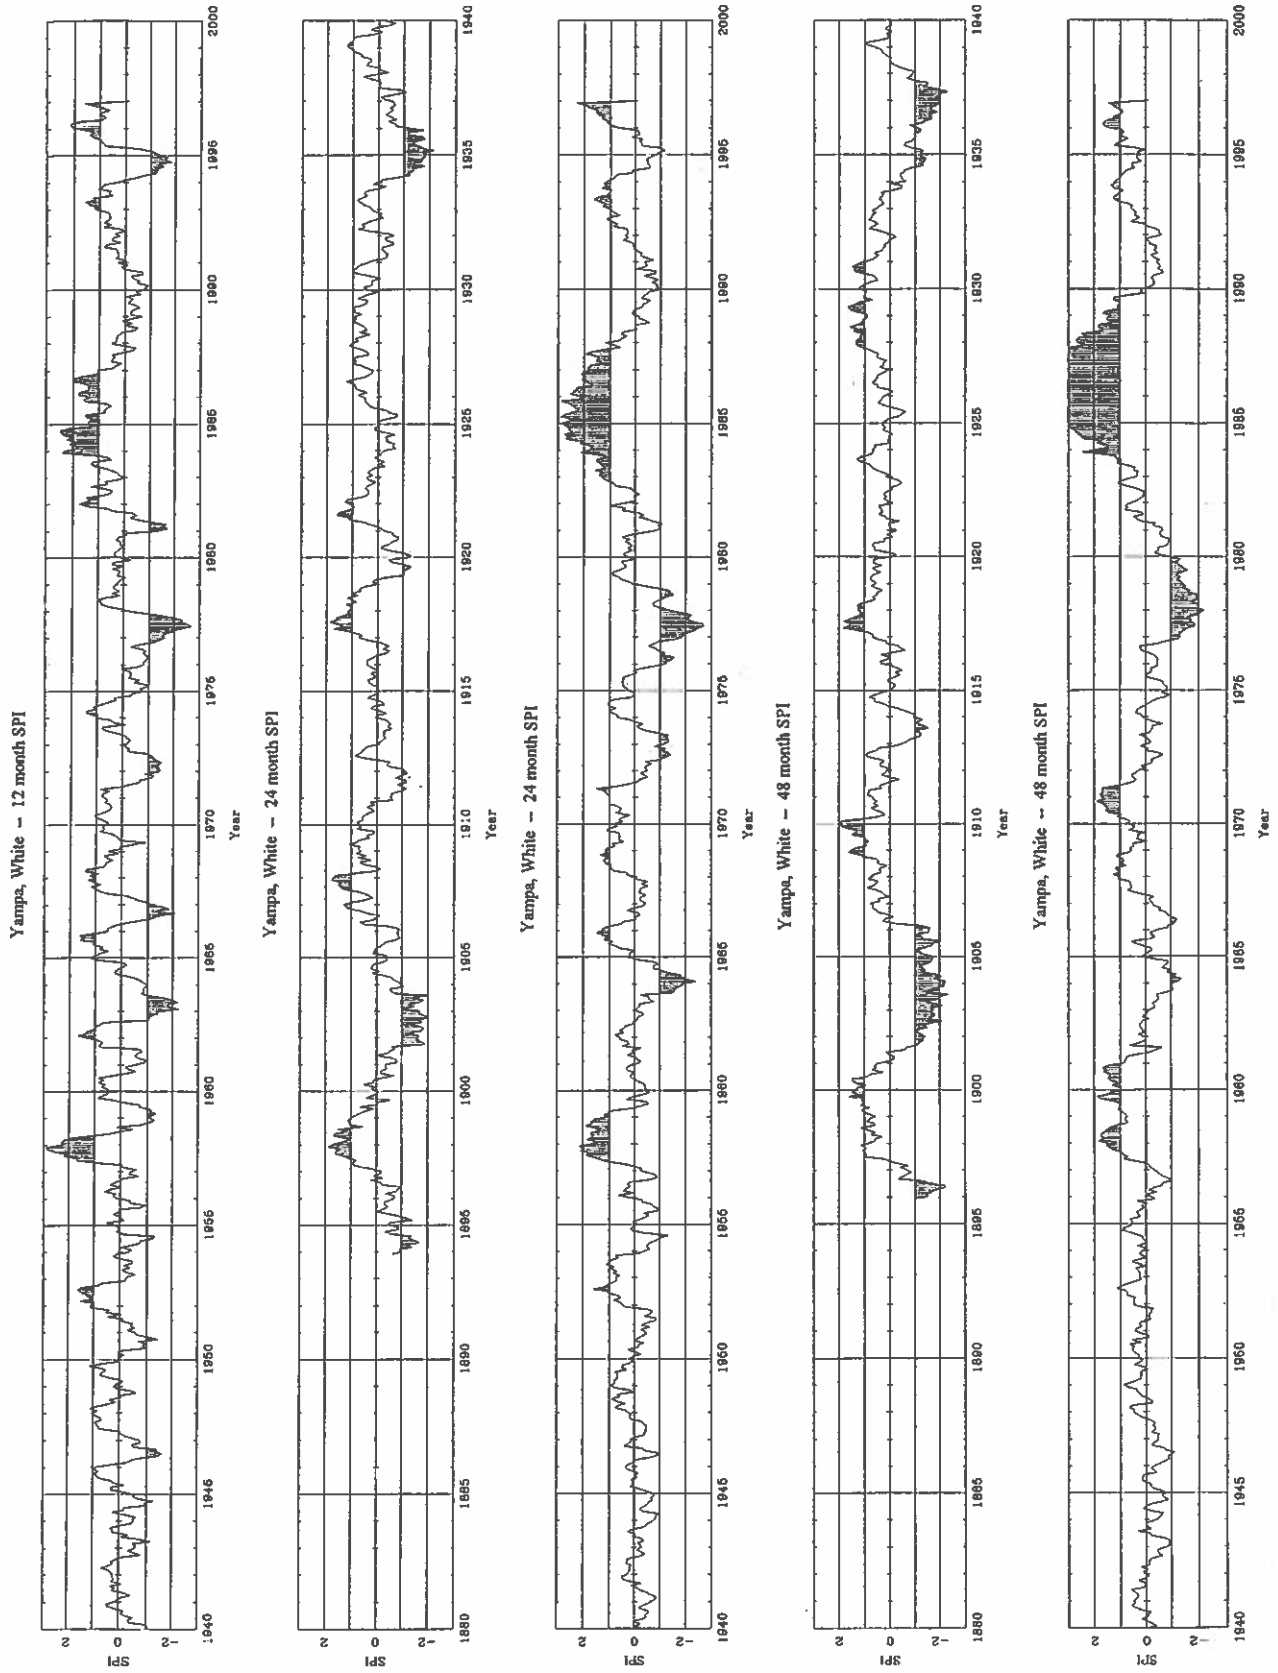 Yampa, White – 12 month SPI
SPI
2
0
-2
1940 1945 1950 1955 1960 1965 1970 1975 1980 1985 1990 1995 2000
Year
Yampa, White – 24 month SPI
SPI
2
0
-2
1880 1885 1890 1895 1900 1905 1910 1915 1920 1925 1930 1935 1940
Year
Yampa, White – 24 month SPI
SPI
2
0
-2
1940 1945 1950 1955 1960 1965 1970 1975 1980 1985 1990 1995 2000
Year
Yampa, White – 48 month SPI
SPI
2
0
-2
1880 1885 1890 1895 1900 1905 1910 1915 1920 1925 1930 1935 1940
Year
Yampa, White – 48 month SPI
SPI
2
0
-2
1940 1945 1950 1955 1960 1965 1970 1975 1980 1985 1990 1995 2000
Year